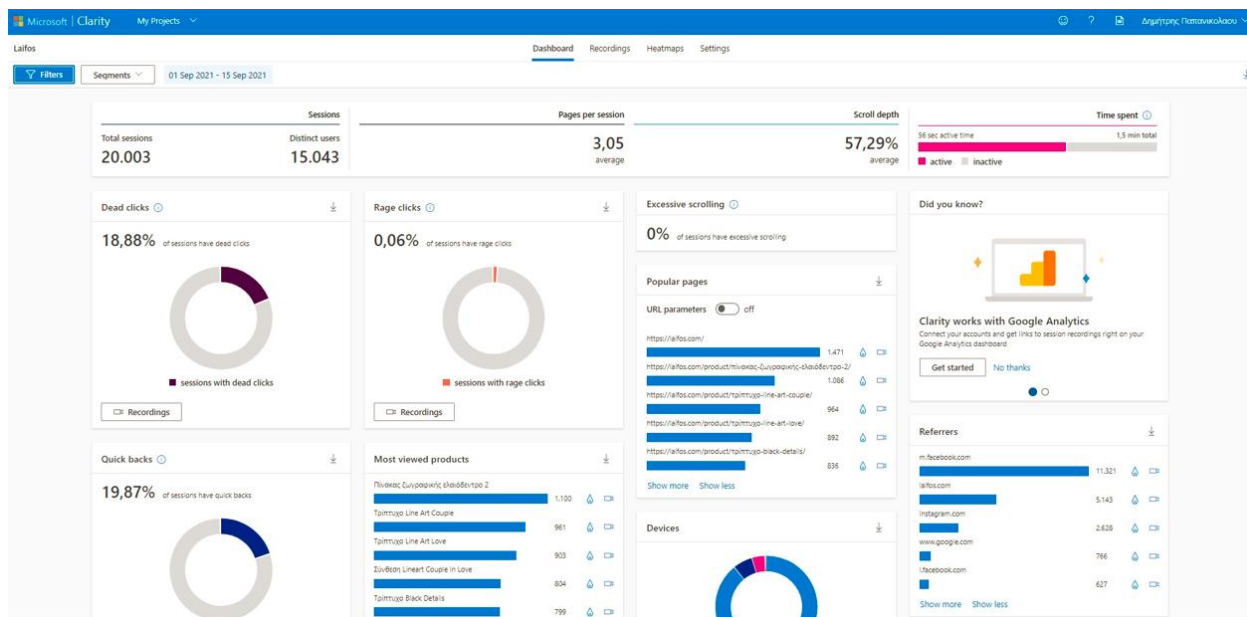 Microsoft | Clarity
My Projects
?
Δημήτρης Παπανικολαου
Laifos
Dashboard
Recordings
Heatmaps
Settings
Filters
Segments
01 Sep 2021 - 15 Sep 2021
Sessions
Total sessions
Distinct users
20.003
15.043
Pages per session
3,05
average
Scroll depth
57,29%
average
Time spent
56 sec active time
1,5 min total
active
inactive
Dead clicks
18,88% of sessions have dead clicks
sessions with dead clicks
Recordings
Rage clicks
0,06% of sessions have rage clicks
sessions with rage clicks
Recordings
Excessive scrolling
0% of sessions have excessive scrolling
Popular pages
URL parameters off
https://laifos.com/
1.471
https://laifos.com/product/πίνακας-ζωγραφικής-ελαιόδεντρο-2/
1.086
https://laifos.com/product/τρίπτυχο-line-art-couple/
964
https://laifos.com/product/τρίπτυχο-line-art-love/
892
https://laifos.com/product/τρίπτυχο-black-details/
836
Show more Show less
Did you know?
Clarity works with Google Analytics
Connect your accounts and get links to session recordings right on your
Google Analytics dashboard
Get started
No thanks
Quick backs
19,87% of sessions have quick backs
Most viewed products
Πίνακας ζωγραφικής ελαιόδεντρο 2
1.100
Τρίπτυχο Line Art Couple
961
Τρίπτυχο Line Art Love
903
Σύνθεση Lineart Couple in Love
804
Τρίπτυχο Black Details
799
Devices
Referrers
m.facebook.com
11.321
laifos.com
5.143
instagram.com
2.628
www.google.com
766
l.facebook.com
627
Show more Show less